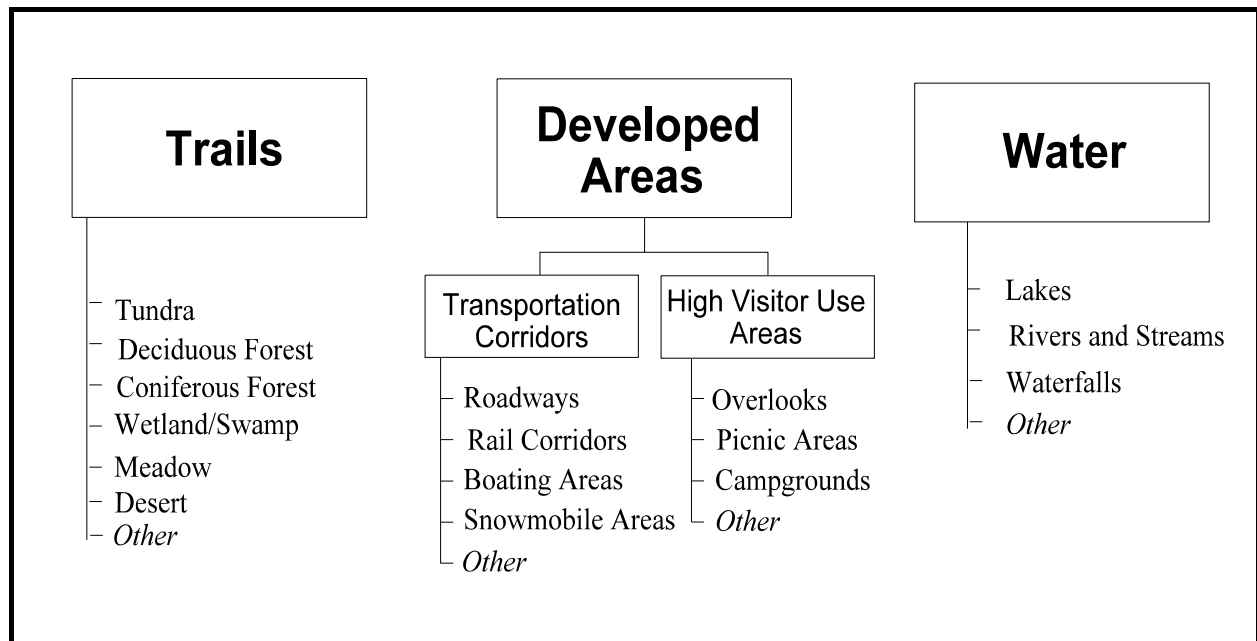 Trails
Tundra
Deciduous Forest
Coniferous Forest
Wetland/Swamp
Meadow
Desert
Other
Developed
Areas
Transportation
Corridors
Roadways
Rail Corridors
Boating Areas
Snowmobile Areas
Other
High Visitor Use
Areas
Overlooks
Picnic Areas
Campgrounds
Other
Water
Lakes
Rivers and Streams
Waterfalls
Other